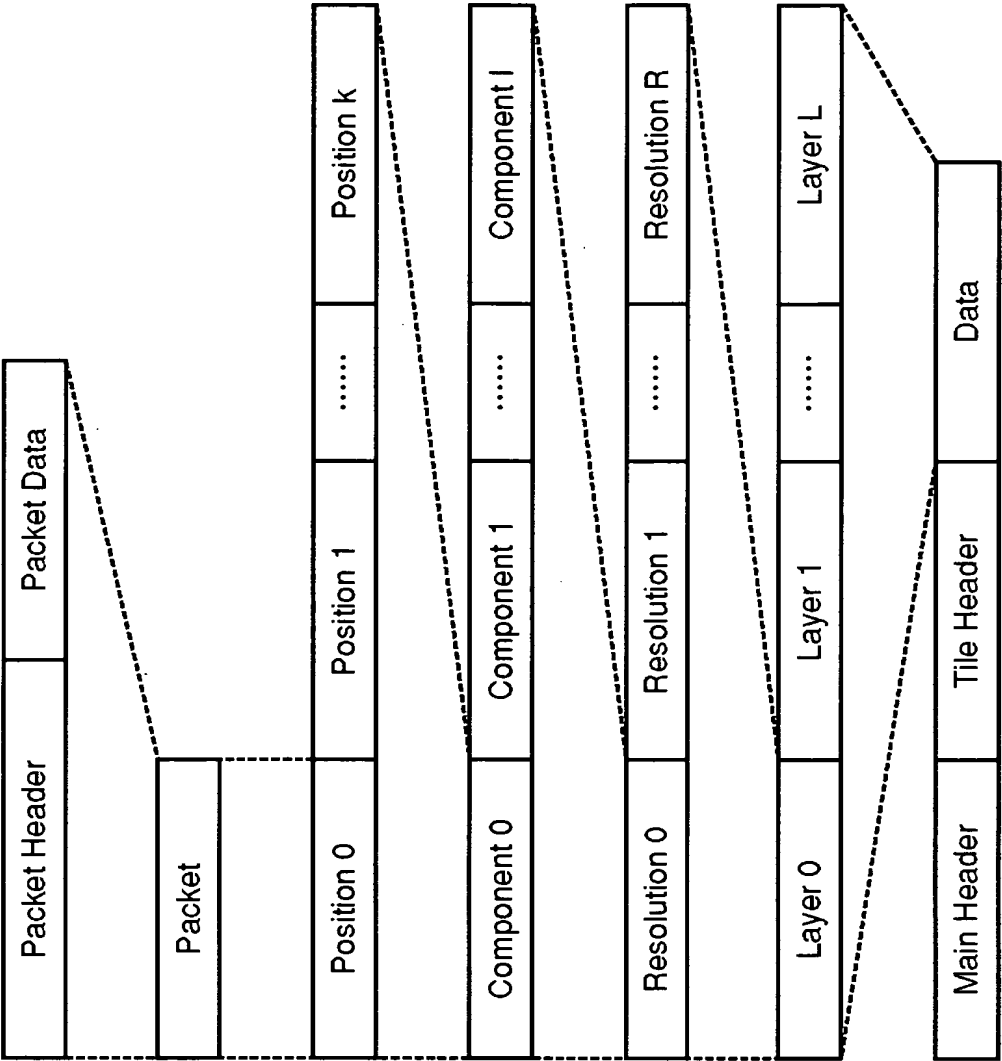 Packet Header Packet Data
Packet
Position 0 Position 1 ...... Position k
Component 0 Component 1 ...... Component I
Resolution 0 Resolution 1 ...... Resolution R
Layer 0 Layer 1 ...... Layer L
Main Header Tile Header Data